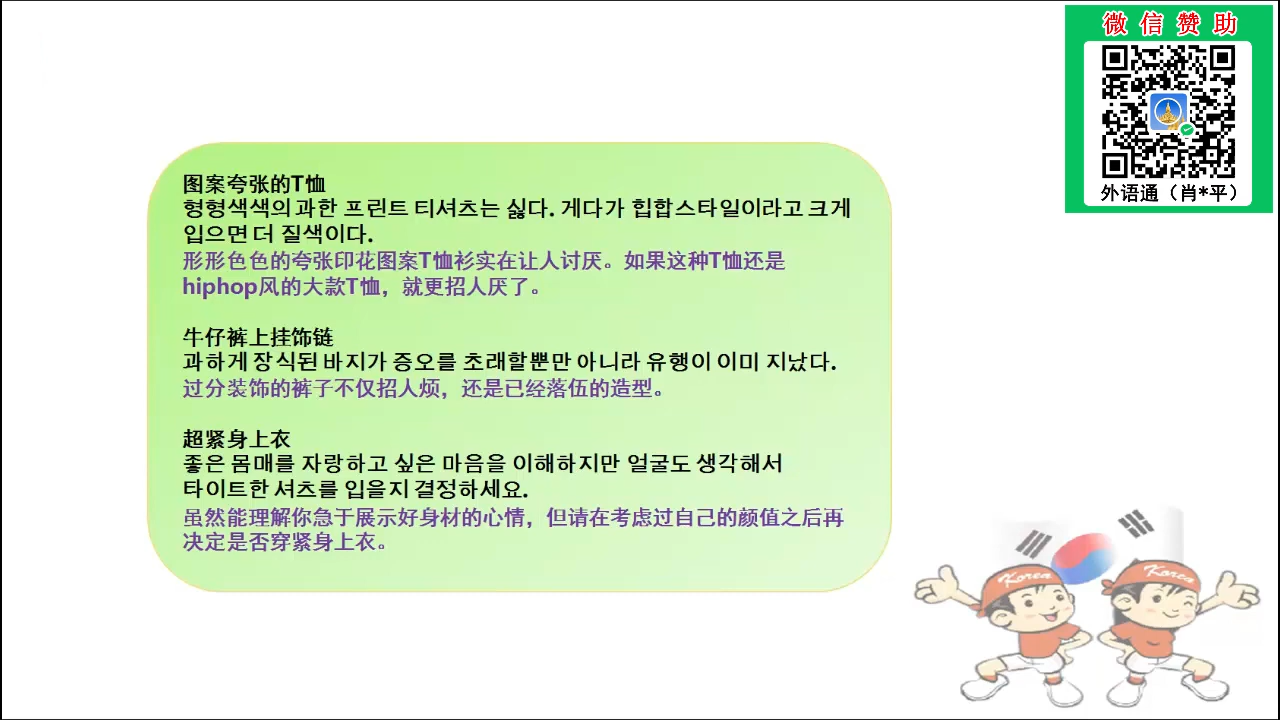 微信赞助
外语通（肖*平）
图案夸张的T恤
형형색색의 과한 프린트 티셔츠는 싫다. 게다가 힙합스타일이라고 크게
입으면 더 질색이다.
形形色色的夸张印花图案T恤衫实在让人讨厌。如果这种T恤还是
hiphop风的大款T恤，就更招人厌了。
牛仔裤上挂饰链
과하게 장식된 바지가 증오를 초래할뿐만 아니라 유행이 이미 지났다.
过分装饰的裤子不仅招人烦，还是已经落伍的造型。
超紧身上衣
좋은 몸매를 자랑하고 싶은 마음을 이해하지만 얼굴도 생각해서
타이트한 셔츠를 입을지 결정하세요.
虽然能理解你急于展示好身材的心情，但请在考虑过自己的颜值之后再
决定是否穿紧身上衣。
Korea
Korea